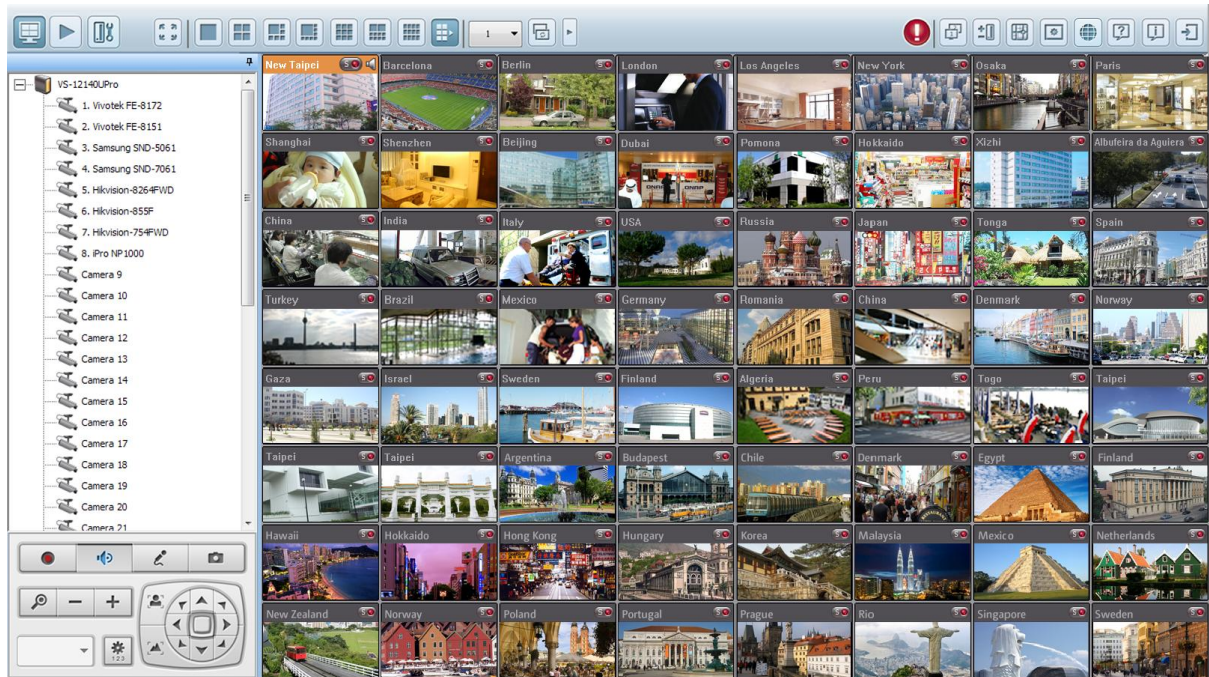 1
VS-12140UPro
1. Vivotek FE-8172
2. Vivotek FE-8151
3. Samsung SND-5061
4. Samsung SND-7061
5. Hikvision-8264FWD
6. Hikvision-855F
7. Hikvision-754FWD
8. iPro NP1000
Camera 9
Camera 10
Camera 11
Camera 12
Camera 13
Camera 14
Camera 15
Camera 16
Camera 17
Camera 18
Camera 19
Camera 20
Camera 21
123
New Taipei Barcelona Berlin London Los Angeles New York Osaka Paris
Shanghai Shenzhen Beijing Dubai Pomona Hokkaido Xizhi Albufeira da Aguiera
China India Italy USA Russia Japan Tonga Spain
Turkey Brazil Mexico Germany Romania China Denmark Norway
Gaza Israel Sweden Finland Algeria Peru Togo Taipei
Taipei Taipei Argentina Budapest Chile Denmark Egypt Finland
Hawaii Hokkaido Hong Kong Hungary Korea Malaysia Mexico Netherlands
New Zealand Norway Poland Portugal Prague Rio Singapore Sweden